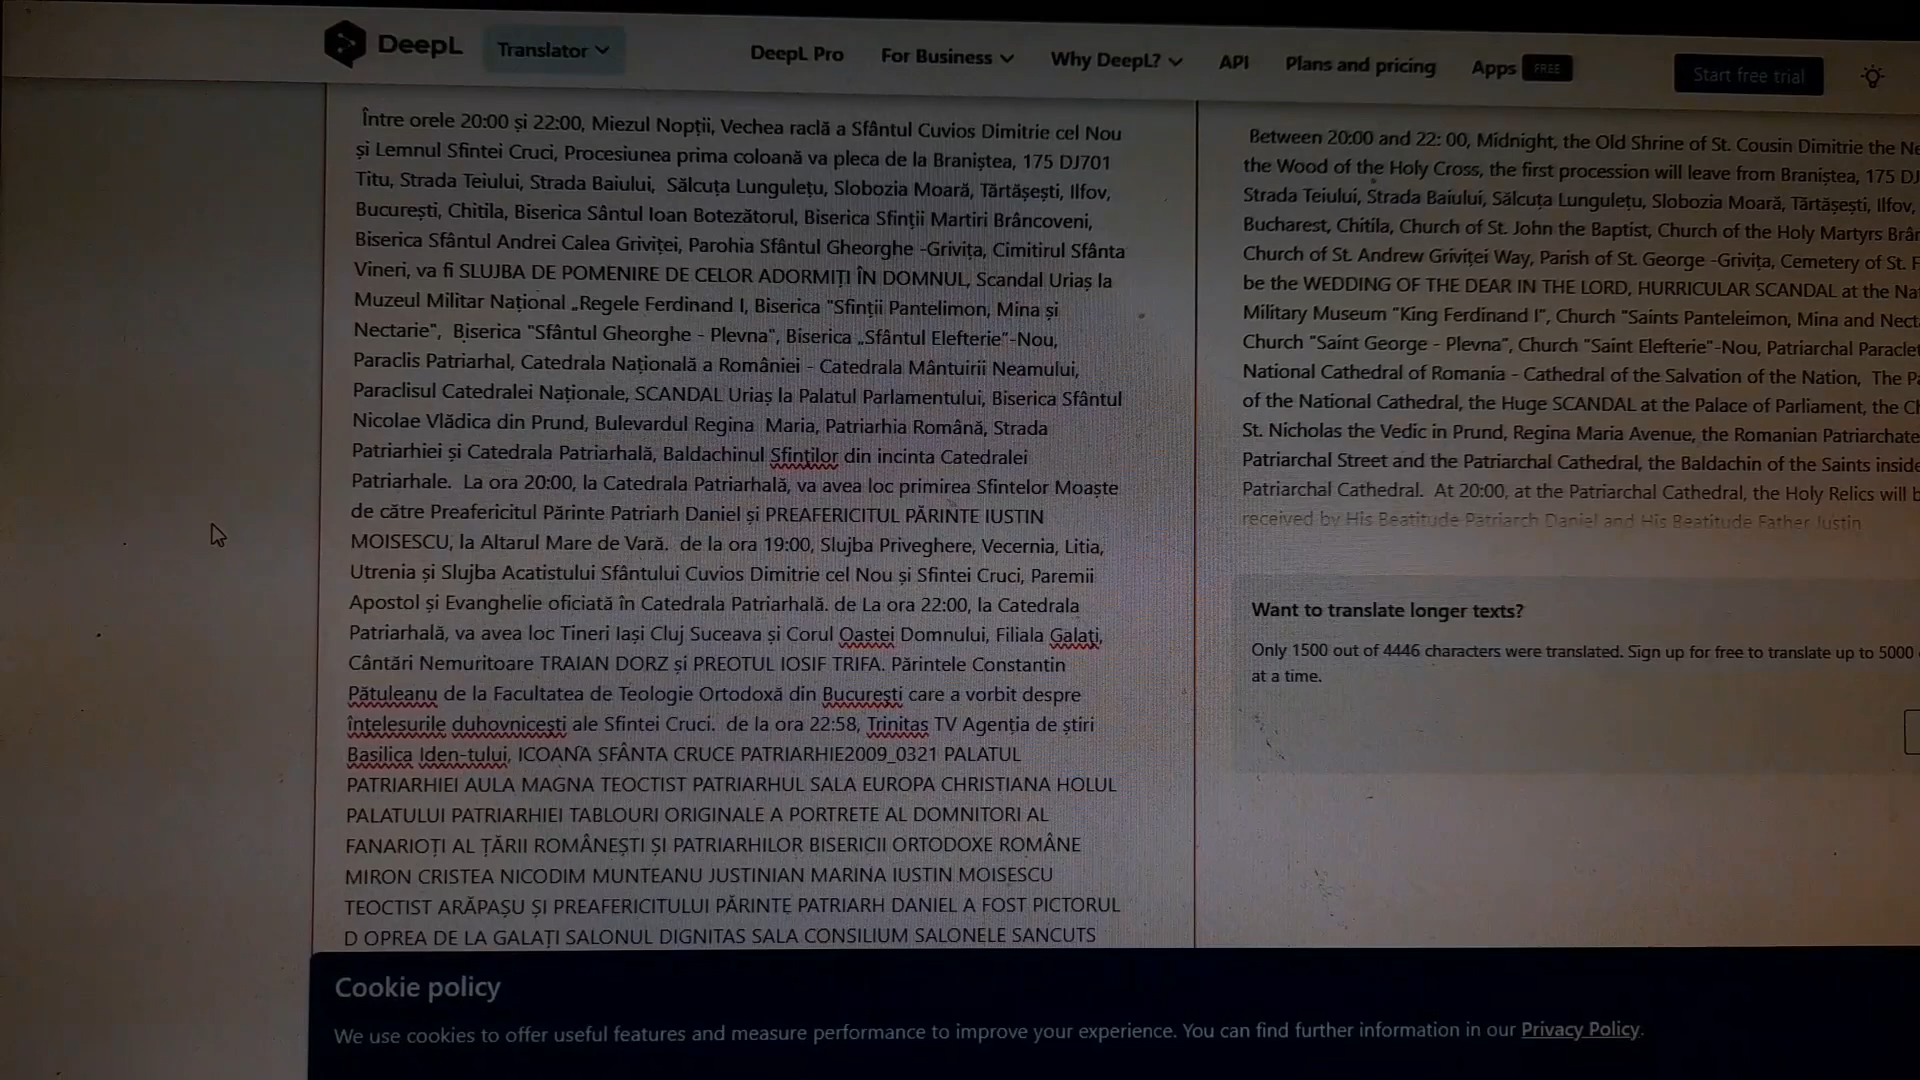 DeepL
Translator
DeepL Pro
For Business
Why DeepL?
API
Plans and pricing
Apps FREE
Start free trial
Între orele 20:00 și 22:00, Miezul Nopții, Vechea raclă a Sfântul Cuvios Dimitrie cel Nou
și Lemnul Sfintei Cruci, Procesiunea prima coloană va pleca de la Braniștea, 175 DJ701
Titu, Strada Teiului, Strada Baiului, Sălcuța Lungulețu, Slobozia Moară, Tărtășești, Ilfov,
București, Chitila, Biserica Sântul Ioan Botezătorul, Biserica Sfinții Martiri Brâncoveni,
Biserica Sfântul Andrei Calea Griviței, Parohia Sfântul Gheorghe -Grivița, Cimitirul Sfânta
Vineri, va fi SLUJBA DE POMENIRE DE CELOR ADORMIȚI ÎN DOMNUL, Scandal Uriaș la
Muzeul Militar Național „Regele Ferdinand I, Biserica "Sfinții Pantelimon, Mina și
Nectarie", Biserica "Sfântul Gheorghe - Plevna", Biserica „Sfântul Elefterie"-Nou,
Paraclis Patriarhal, Catedrala Națională a României - Catedrala Mântuirii Neamului,
Paraclisul Catedralei Naționale, SCANDAL Uriaș la Palatul Parlamentului, Biserica Sfântul
Nicolae Vlădica din Prund, Bulevardul Regina Maria, Patriarhia Română, Strada
Patriarhiei și Catedrala Patriarhală, Baldachinul Sfinților din incinta Catedralei
Patriarhale. La ora 20:00, la Catedrala Patriarhală, va avea loc primirea Sfintelor Moaște
de către Preafericitul Părinte Patriarh Daniel și PREAFERICITUL PĂRINTE IUSTIN
MOISESCU, la Altarul Mare de Vară. de la ora 19:00, Slujba Priveghere, Vecernia, Litia,
Utrenia și Slujba Acatistului Sfântului Cuvios Dimitrie cel Nou și Sfintei Cruci, Paremii
Apostol și Evanghelie oficiată în Catedrala Patriarhală. de La ora 22:00, la Catedrala
Patriarhală, va avea loc Tineri Iași Cluj Suceava și Corul Oastei Domnului, Filiala Galați,
Cântări Nemuritoare TRAIAN DORZ și PREOTUL IOSIF TRIFA. Părintele Constantin
Pătuleanu de la Facultatea de Teologie Ortodoxă din București care a vorbit despre
înțelesurile duhovnicești ale Sfintei Cruci. de la ora 22:58, Trinitas TV Agenția de știri
Basilica Iden-tului, ICOANA SFÂNTA CRUCE PATRIARHIE2009_0321 PALATUL
PATRIARHIEI AULA MAGNA TEOCTIST PATRIARHUL SALA EUROPA CHRISTIANA HOLUL
PALATULUI PATRIARHIEI TABLOURI ORIGINALE A PORTRETE AL DOMNITORI AL
FANARIOȚI AL ȚĂRII ROMÂNEȘTI ȘI PATRIARHILOR BISERICII ORTODOXE ROMÂNE
MIRON CRISTEA NICODIM MUNTEANU JUSTINIAN MARINA IUSTIN MOISESCU
TEOCTIST ARĂPAȘU ȘI PREAFERICITULUI PĂRINTE PATRIARH DANIEL A FOST PICTORUL
D OPREA DE LA GALAȚI SALONUL DIGNITAS SALA CONSILIUM SALONELE SANCUTS
Between 20:00 and 22: 00, Midnight, the Old Shrine of St. Cousin Dimitrie the
the Wood of the Holy Cross, the first procession will leave from Braniștea, 175
Strada Teiului, Strada Baiului, Sălcuța Lungulețu, Slobozia Moară, Tărtășești, Ilfov,
Bucharest, Chitila, Church of St. John the Baptist, Church of the Holy Martyrs
Church of St. Andrew Griviței Way, Parish of St. George -Grivița, Cemetery of St.
be the WEDDING OF THE DEAR IN THE LORD, HURRICULAR SCANDAL at the
Military Museum "King Ferdinand I", Church "Saints Panteleimon, Mina and
Church "Saint George - Plevna", Church "Saint Elefterie"-Nou, Patriarchal
National Cathedral of Romania - Cathedral of the Salvation of the Nation, The
of the National Cathedral, the Huge SCANDAL at the Palace of Parliament, the
St. Nicholas the Vedic in Prund, Regina Maria Avenue, the Romanian Patriarchate
Patriarchal Street and the Patriarchal Cathedral, the Baldachin of the Saints inside
Patriarchal Cathedral. At 20:00, at the Patriarchal Cathedral, the Holy Relics will
received by His Beatitude Patriarch Daniel and His Beatitude Father Iustin
Want to translate longer texts?
Only 1500 out of 4446 characters were translated. Sign up for free to translate up to 5000
at a time.
Cookie policy
We use cookies to offer useful features and measure performance to improve your experience. You can find further information in our Privacy Policy.